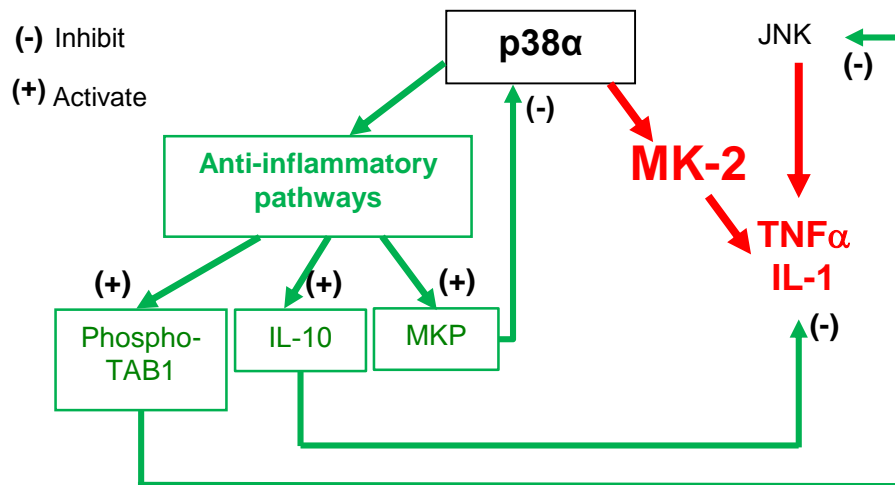 (-) Inhibit
(+) Activate
p38α
JNK
(-)
(-)
MK-2
Anti-inflammatory
pathways
TNFα
IL-1
(+)
(+)
(+)
Phospho-
TAB1
IL-10
MKP
(-)